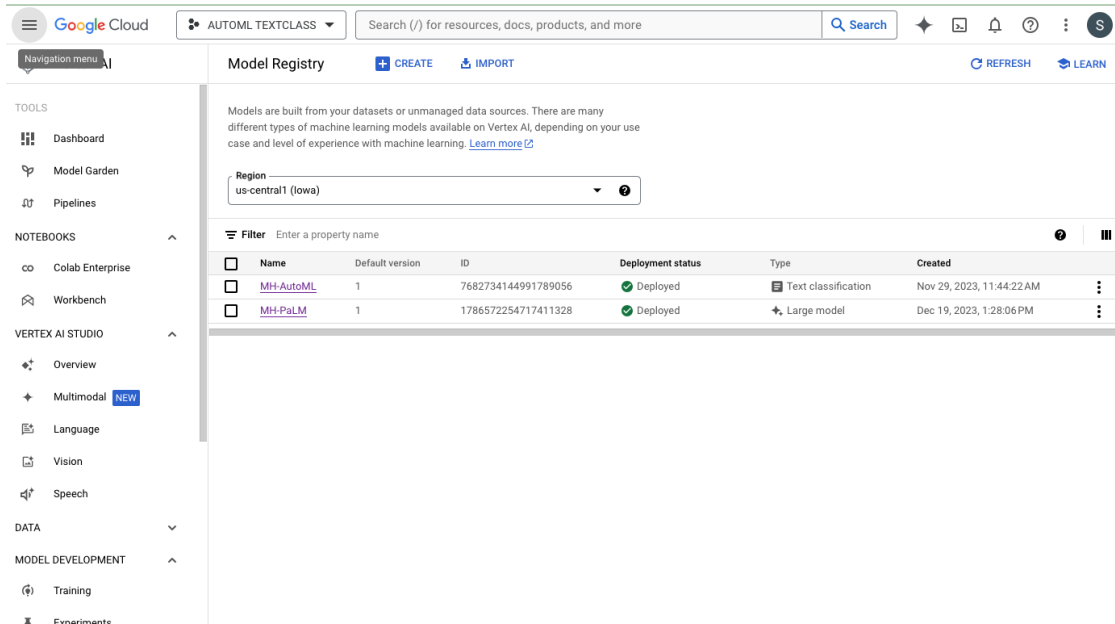 Google Cloud
AUTOML TEXTCLASS
Search (/) for resources, docs, products, and more
Search
S
Navigation menu
AI
Model Registry
CREATE
IMPORT
REFRESH
LEARN
TOOLS
Dashboard
Model Garden
Pipelines
NOTEBOOKS
Colab Enterprise
Workbench
VERTEX AI STUDIO
Overview
Multimodal NEW
Language
Vision
Speech
DATA
MODEL DEVELOPMENT
Training
Experiments
Models are built from your datasets or unmanaged data sources. There are many
different types of machine learning models available on Vertex AI, depending on your use
case and level of experience with machine learning. Learn more
Region
us-central1 (Iowa)
Filter Enter a property name
Name Default version ID Deployment status Type Created
MH-AutoML 1 7682734144991789056 Deployed Text classification Nov 29, 2023, 11:44:22 AM
MH-PaLM 1 1786572254717411328 Deployed Large model Dec 19, 2023, 1:28:06 PM